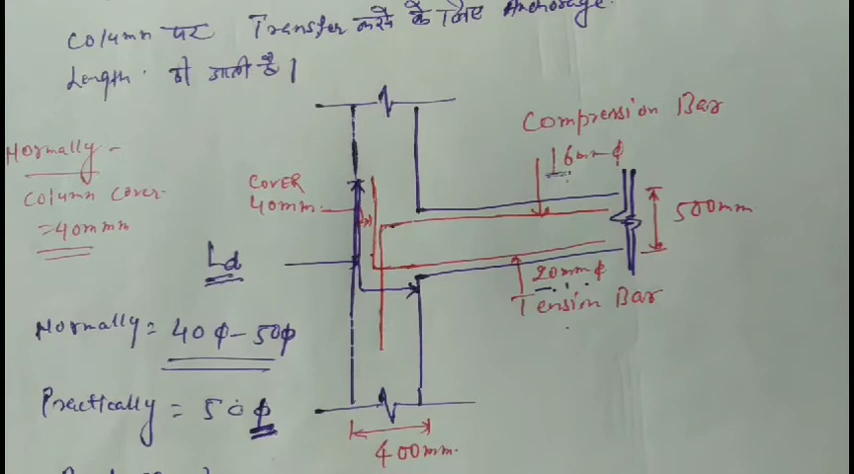 column पर Transfer करने के लिए Anchorage
Length. हो जाती है।
Compression Bar
16mm ϕ
Normally -
column cover
=40mm
COVER
40mm.
500mm
Ld
20mm ϕ
Tension Bar
Normally = 40ϕ-50ϕ
Practically = 50ϕ
400mm.